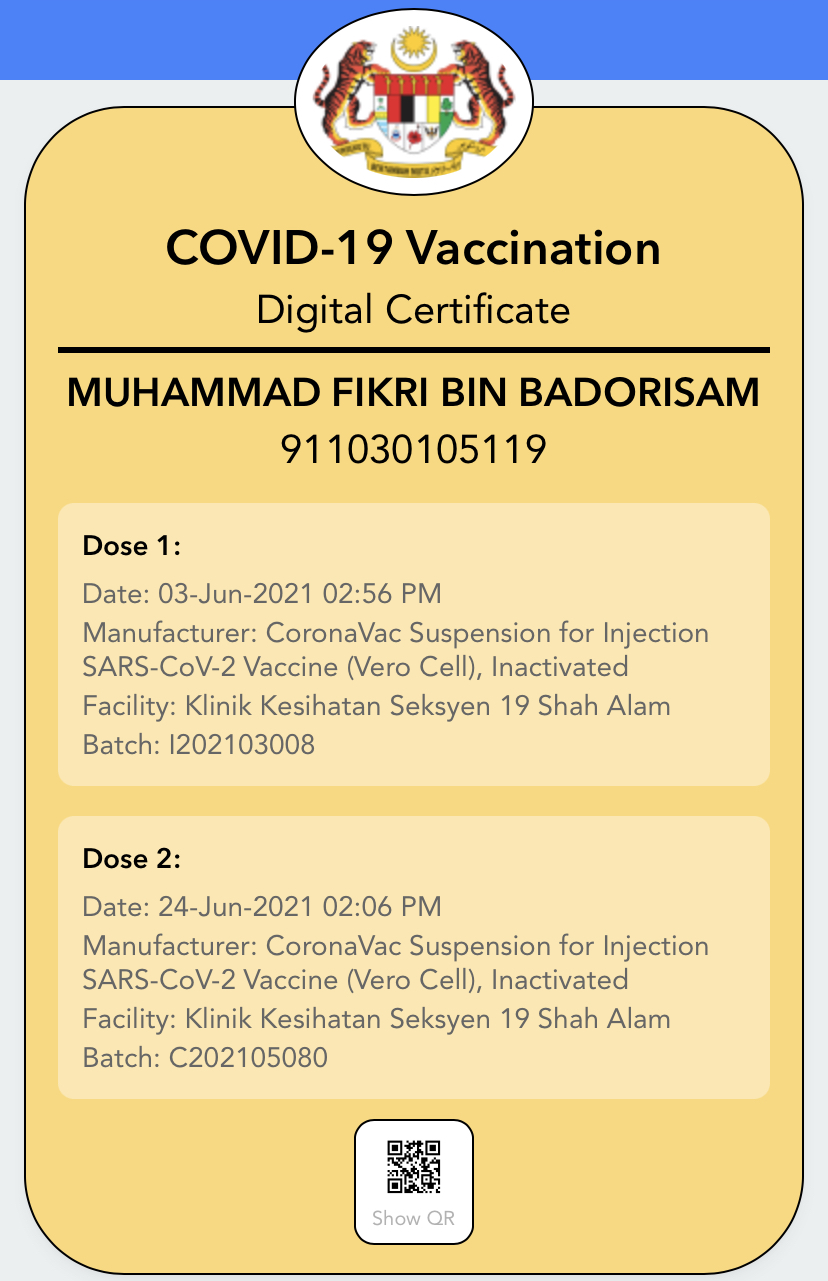 COVID-19 Vaccination
Digital Certificate
MUHAMMAD FIKRI BIN BADORISAM
911030105119
Dose 1:
Date: 03-Jun-2021 02:56 PM
Manufacturer: CoronaVac Suspension for Injection
SARS-CoV-2 Vaccine (Vero Cell), Inactivated
Facility: Klinik Kesihatan Seksyen 19 Shah Alam
Batch: I202103008
Dose 2:
Date: 24-Jun-2021 02:06 PM
Manufacturer: CoronaVac Suspension for Injection
SARS-CoV-2 Vaccine (Vero Cell), Inactivated
Facility: Klinik Kesihatan Seksyen 19 Shah Alam
Batch: C202105080
Show QR